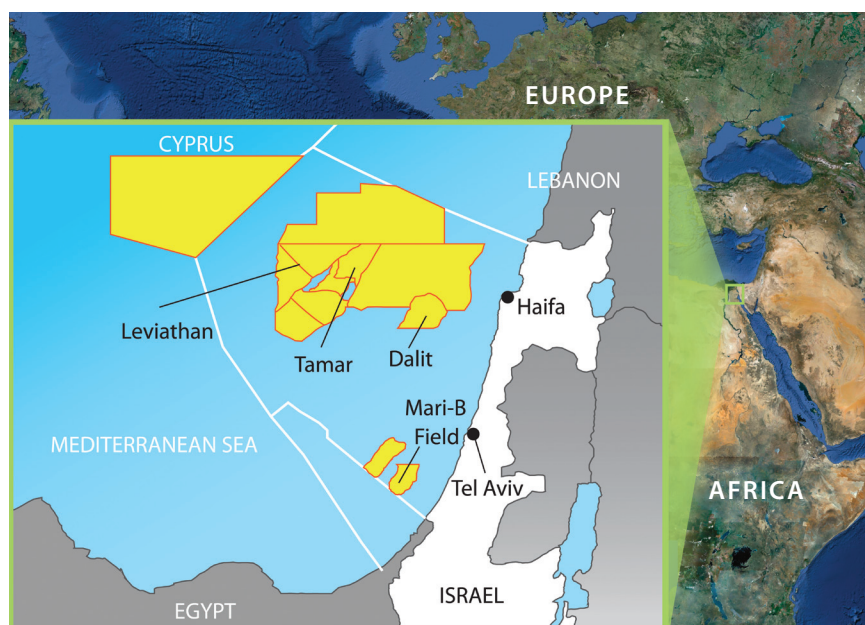 EUROPE
CYPRUS
LEBANON
Haifa
Leviathan
Tamar
Dalit
Mari-B
Field
MEDITERRANEAN SEA
Tel Aviv
AFRICA
ISRAEL
EGYPT